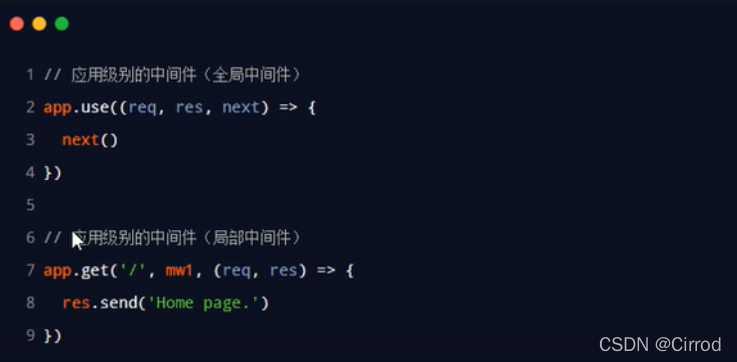 1 // 应用级别的中间件（全局中间件）
2 app.use((req, res, next) => {
3   next()
4 })
5
6 // 应用级别的中间件（局部中间件）
7 app.get('/', mw1, (req, res) => {
8   res.send('Home page.')
9 })
CSDN @Cirrod